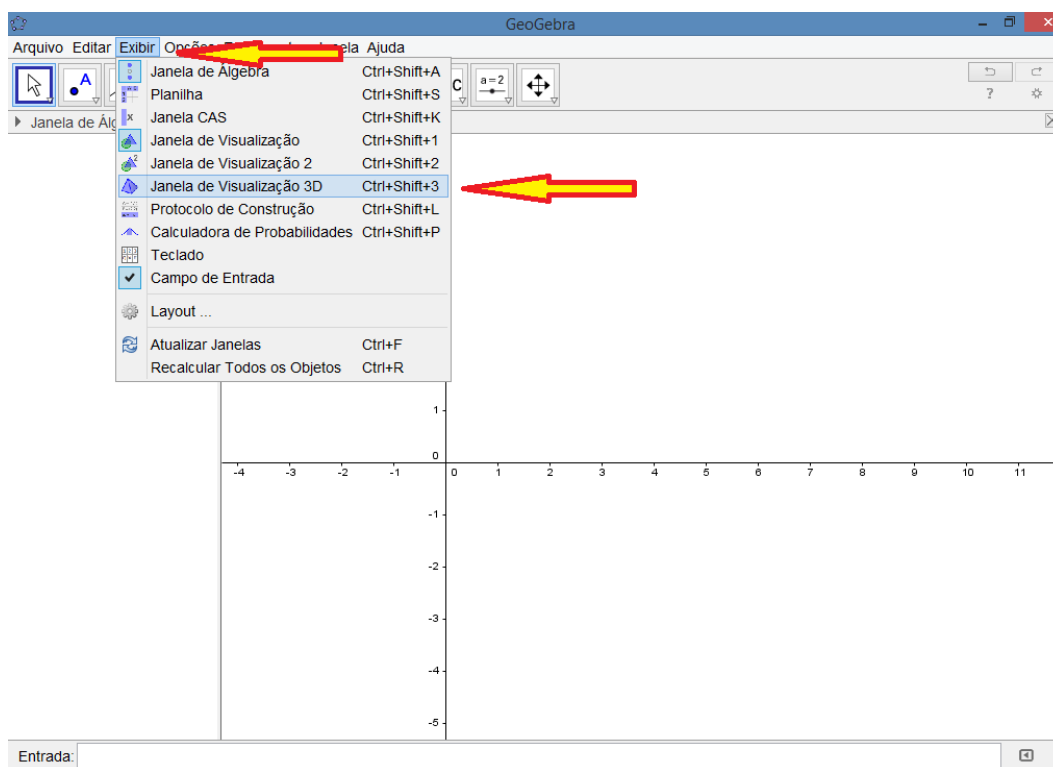 GeoGebra
Arquivo Editar Exibir Ajuda
a=2
?
Janela de
Janela de Álgebra Ctrl+Shift+A
Planilha Ctrl+Shift+S
Janela CAS Ctrl+Shift+K
Janela de Visualização Ctrl+Shift+1
Janela de Visualização 2 Ctrl+Shift+2
Janela de Visualização 3D Ctrl+Shift+3
Protocolo de Construção Ctrl+Shift+L
Calculadora de Probabilidades Ctrl+Shift+P
Teclado
Campo de Entrada
Layout ...
Atualizar Janelas Ctrl+F
Recalcular Todos os Objetos Ctrl+R
1
0
-4 -3 -2 -1 0 1 2 3 4 5 6 7 8 9 10 11
-1
-2
-3
-4
-5
Entrada: